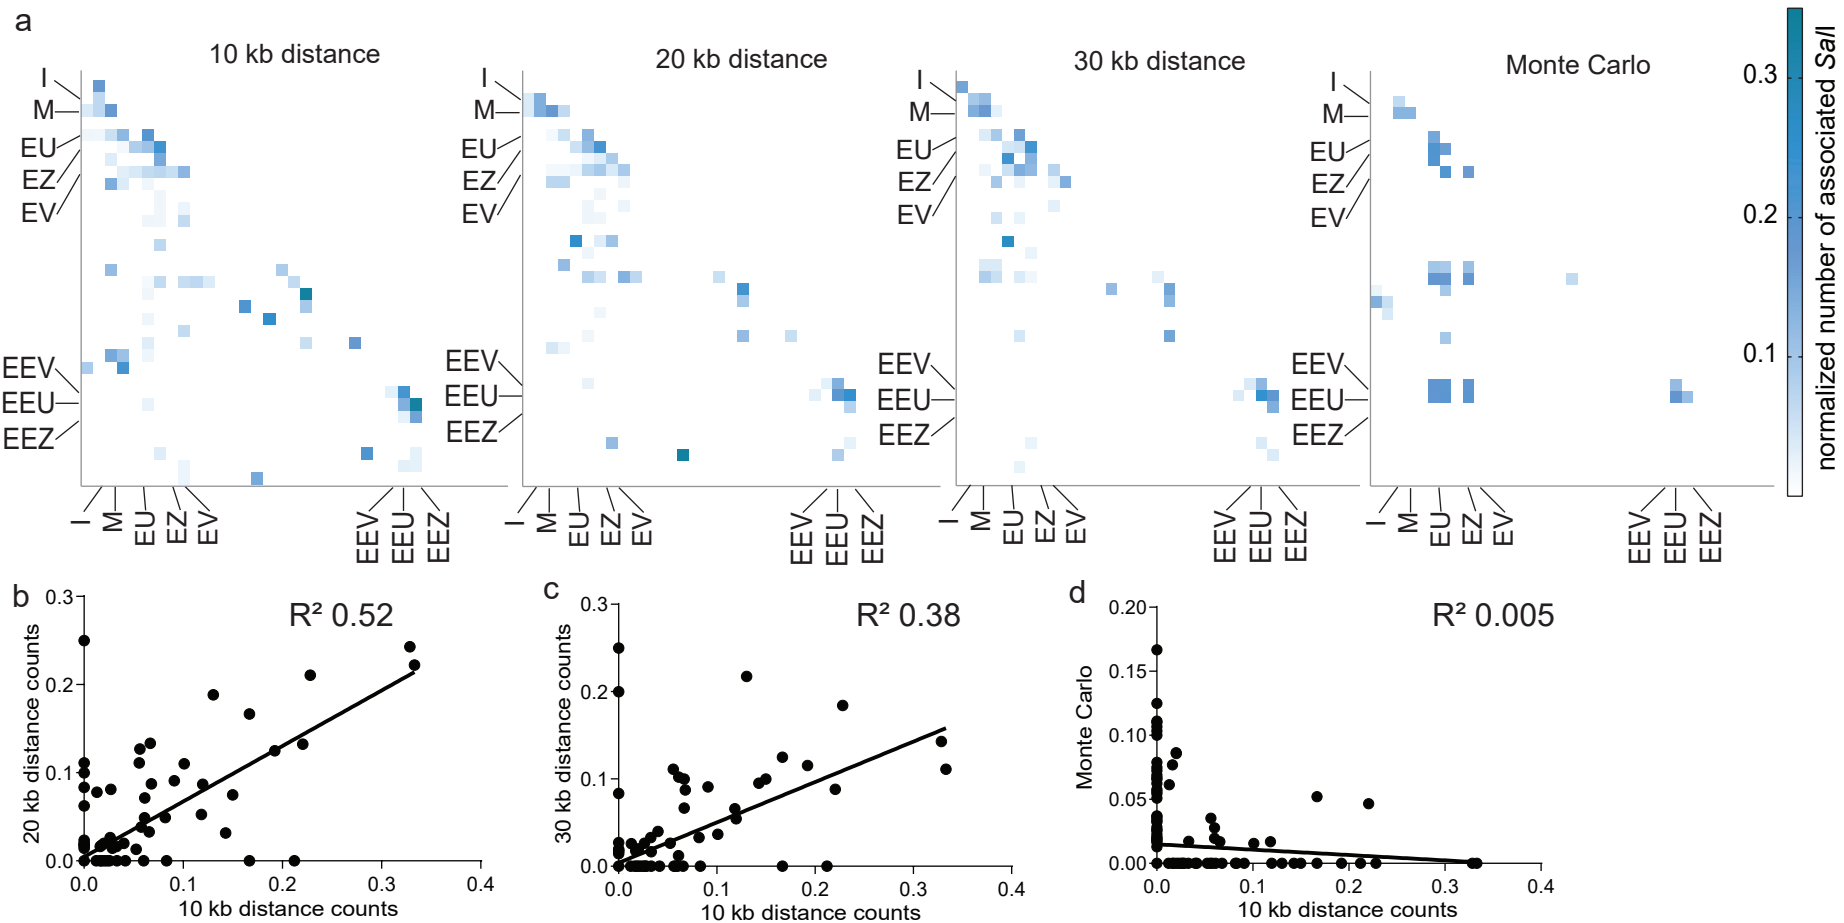 a
10 kb distance
20 kb distance
30 kb distance
Monte Carlo
I
M
EU
EZ
EV
EEV
EEU
EEZ
I
M
EU
EZ
EV
EEV
EEU
EEZ
I
M
EU
EZ
EV
EEV
EEU
EEZ
I
M
EU
EZ
EV
EEV
EEU
EEZ
I
M
EU
EZ
EV
EEV
EEU
EEZ
I
M
EU
EZ
EV
EEV
EEU
EEZ
I
M
EU
EZ
EV
EEV
EEU
EEZ
I
M
EU
EZ
EV
EEV
EEU
EEZ
0.3
0.2
0.1
normalized number of associated SalI
b
R² 0.52
20 kb distance counts
0.3
0.2
0.1
0.0
0.0
0.1
0.2
0.3
0.4
10 kb distance counts
c
R² 0.38
30 kb distance counts
0.3
0.2
0.1
0.0
0.0
0.1
0.2
0.3
0.4
10 kb distance counts
d
R² 0.005
Monte Carlo
0.20
0.15
0.10
0.05
0.00
0.0
0.1
0.2
0.3
0.4
10 kb distance counts